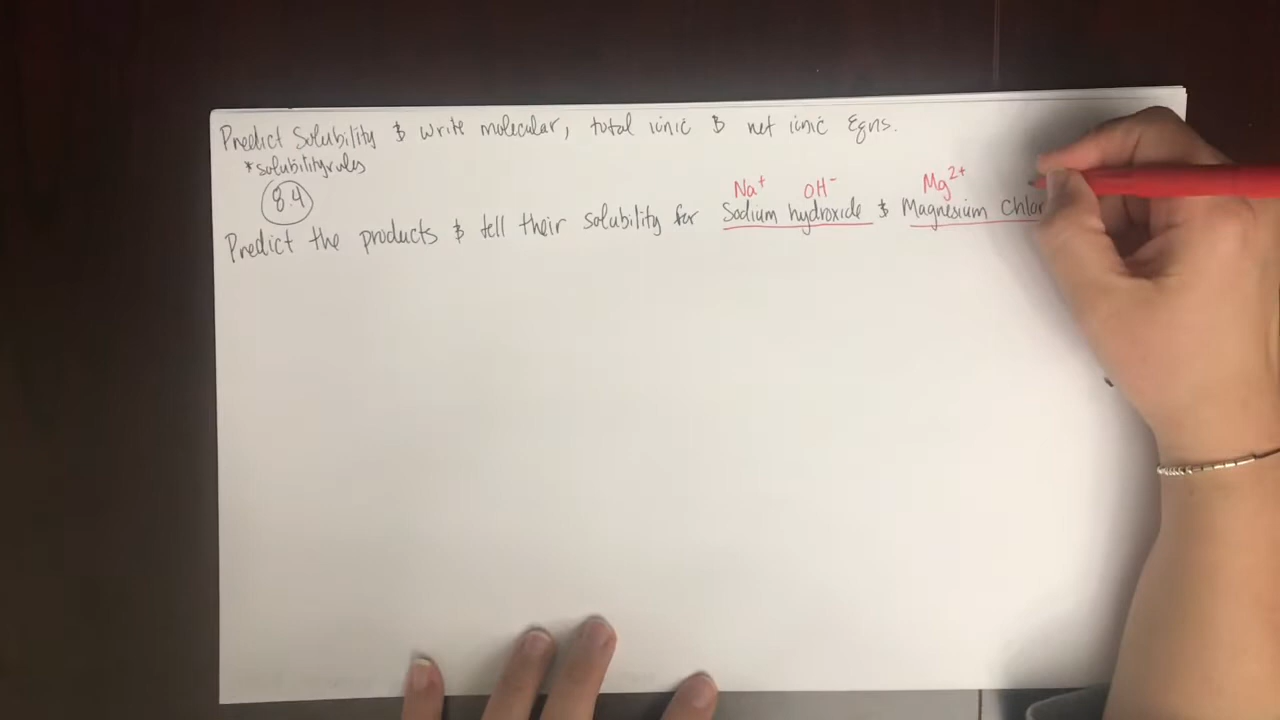 Predict Solubility & write molecular, total ionic & net ionic Eqns.
*solubility rules
8.4
Na⁺ OH⁻ Mg²⁺
Predict the products & tell their solubility for Sodium hydroxide & Magnesium Chlor